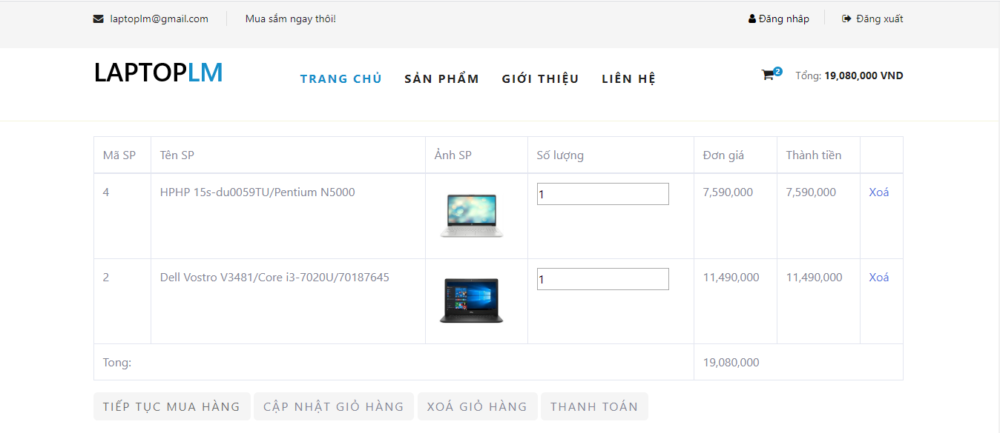 laptoplm@gmail.com Mua sắm ngay thôi! Đăng nhâp Đăng xuất
LAPTOPLM TRANG CHỦ SẢN PHẨM GIỚI THIỆU LIÊN HỆ 2 Tổng: 19,080,000 VND
Mã SP Tên SP Ảnh SP Số lượng Đơn giá Thành tiền
4 HPHP 15s-du0059TU/Pentium N5000 1 7,590,000 7,590,000 Xoá
2 Dell Vostro V3481/Core i3-7020U/70187645 1 11,490,000 11,490,000 Xoá
Tong: 19,080,000
TIẾP TỤC MUA HÀNG CẬP NHẬT GIỎ HÀNG XOÁ GIỎ HÀNG THANH TOÁN